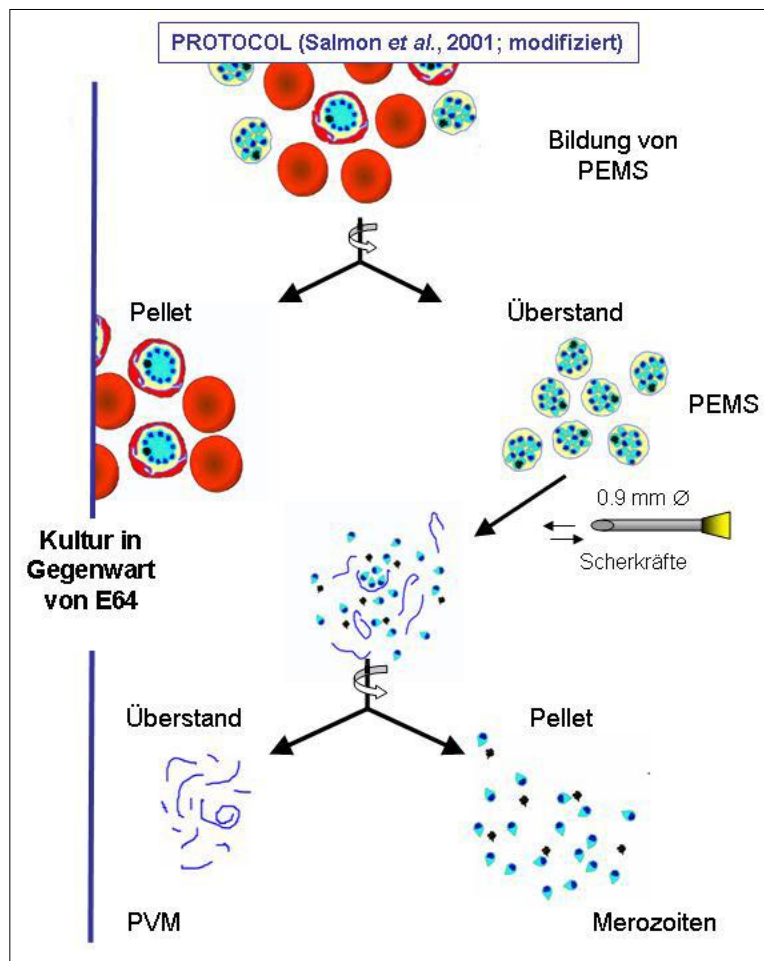 PROTOCOL (Salmon et al., 2001; modifiziert)
Bildung von
PEMS
Pellet
Überstand
PEMS
0.9 mm Ø
Scherkräfte
Kultur in
Gegenwart
von E64
Überstand
Pellet
PVM
Merozoiten